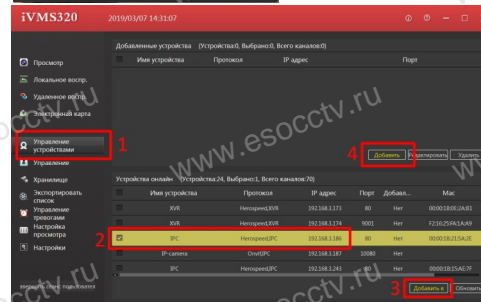 iVMS320
2019/03/07 14:31:07
Добавленные устройства (Устройства:0, Выбрано:0, Всего каналов:0)
Имя устройства Протокол IP адрес Порт
Просмотр
Локальное воспр.
Удаленное воспр.
Электронная карта
Управление устройствами
1
Управление
Хранилище
Экспортировать список
Управление тревогами
Настройка просмотра
Настройки
4
Добавить Редактировать Удалить
Устройства онлайн (Устройства:24, Выбрано:1, Всего каналов:70)
Имя устройства Протокол IP адрес Порт Добавл... Mac
XVR Herospeed,XVR 192.168.1.173 80 Нет
XVR Herospeed,XVR 192.168.1.174 9001 Нет
2
IPC Herospeed,IPC 192.168.1.186 80 Нет
IP-camera Onvif,IPC 192.168.1.187 10080 Нет
IPC Herospeed,IPC 192.168.1.243 80 Нет
3
Добавить в Обновить
www.esocctv.ru